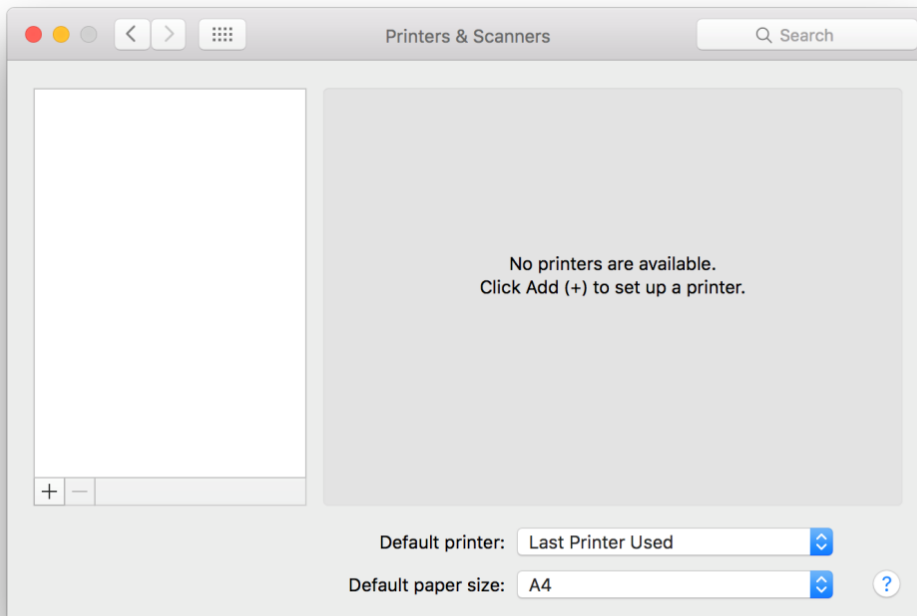 Printers & Scanners
Search
No printers are available.
Click Add (+) to set up a printer.
Default printer: Last Printer Used
Default paper size: A4
?